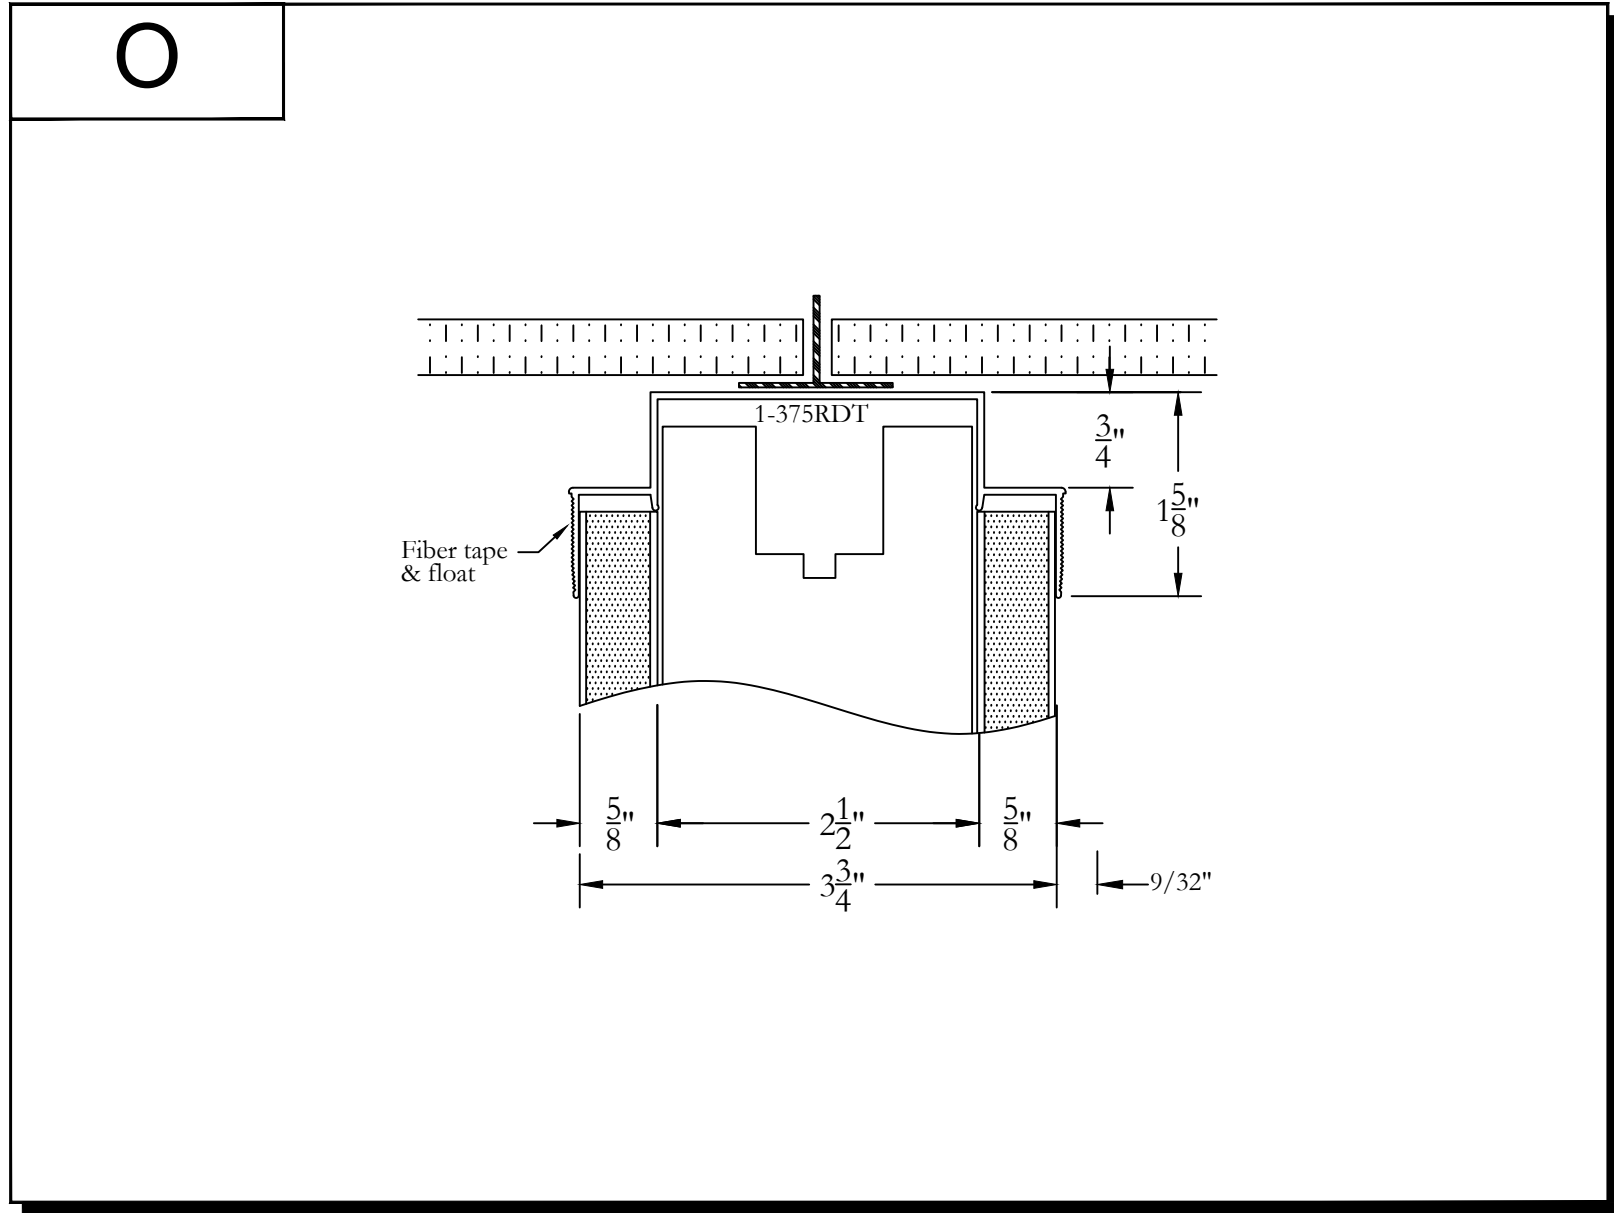 O
1-375RDT
3/4"
1 5/8"
Fiber tape
& float
5/8"
2 1/2"
5/8"
3 3/4"
9/32"